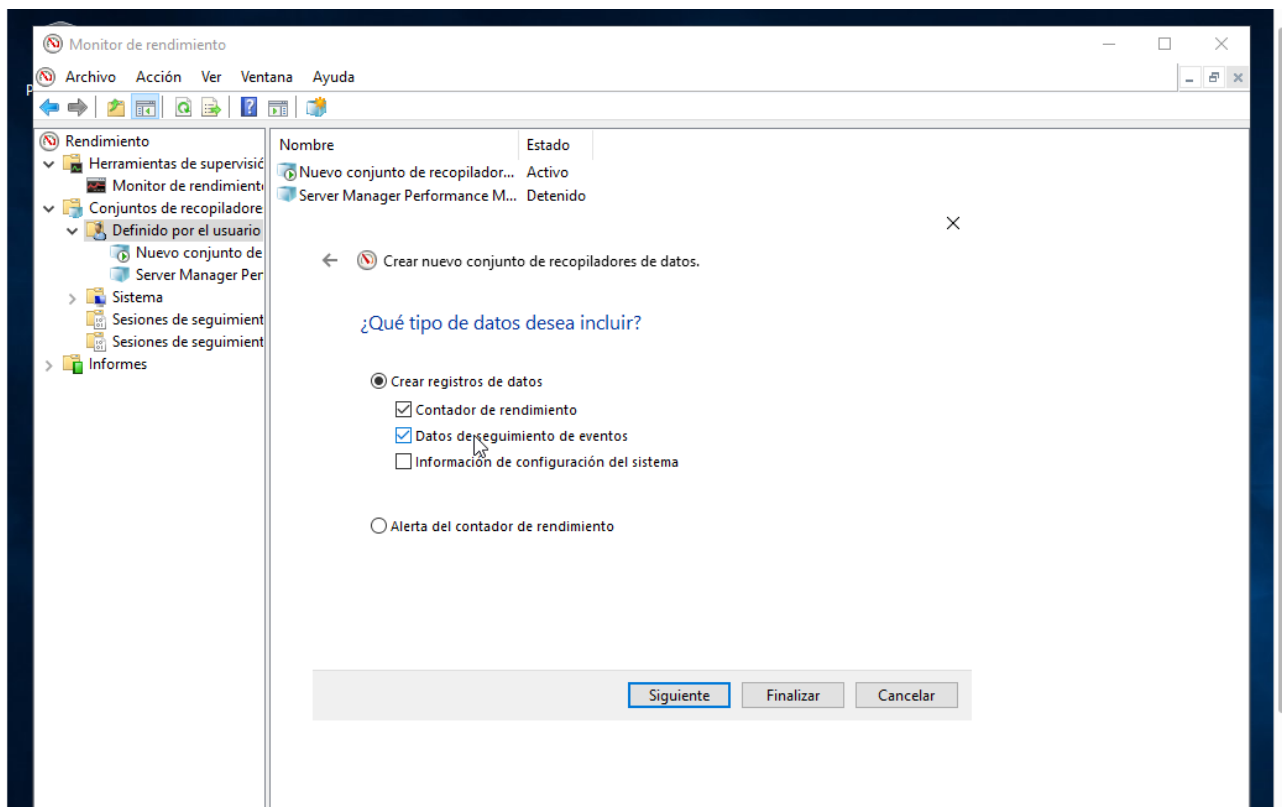 Monitor de rendimiento
Archivo Acción Ver Ventana Ayuda
Rendimiento
Herramientas de supervisió
Monitor de rendimient
Conjuntos de recopiladore
Definido por el usuario
Nuevo conjunto de
Server Manager Per
Sistema
Sesiones de seguimient
Sesiones de seguimient
Informes
Nombre Estado
Nuevo conjunto de recopilador... Activo
Server Manager Performance M... Detenido
Crear nuevo conjunto de recopiladores de datos.
¿Qué tipo de datos desea incluir?
Crear registros de datos
Contador de rendimiento
Datos de seguimiento de eventos
Información de configuración del sistema
Alerta del contador de rendimiento
Siguiente Finalizar Cancelar